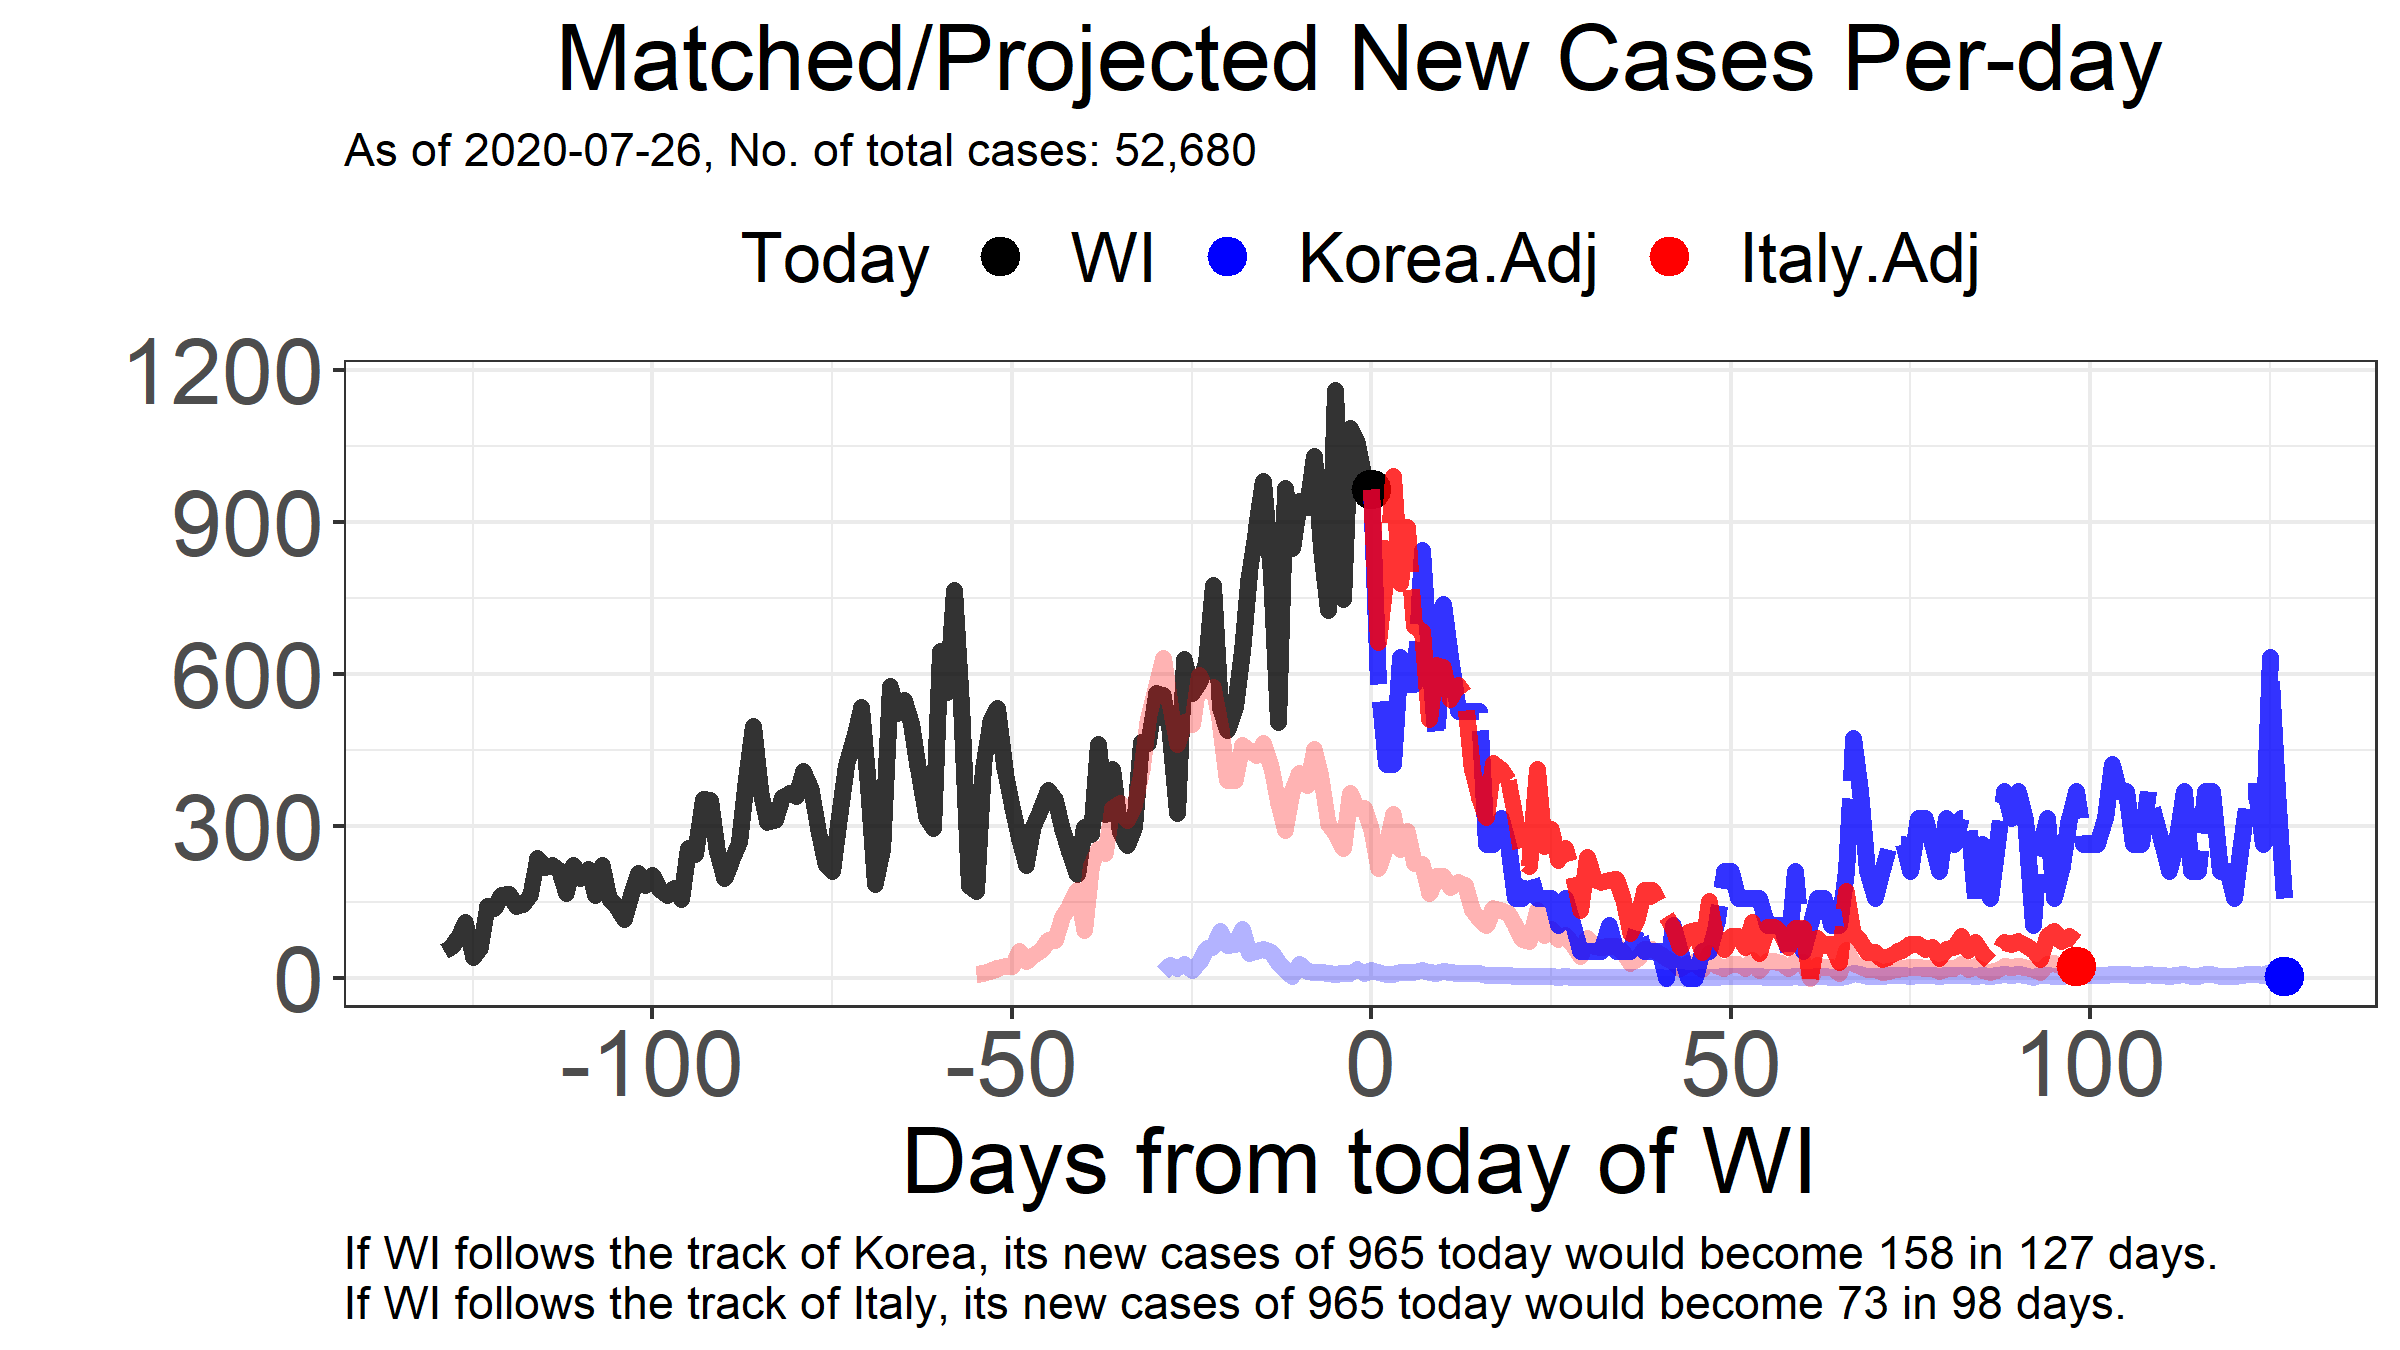 Matched/Projected New Cases Per-day
As of 2020-07-26, No. of total cases: 52,680
Today WI Korea.Adj Italy.Adj
1200
900
600
300
0
-100 -50 0 50 100
Days from today of WI
If WI follows the track of Korea, its new cases of 965 today would become 158 in 127 days.
If WI follows the track of Italy, its new cases of 965 today would become 73 in 98 days.